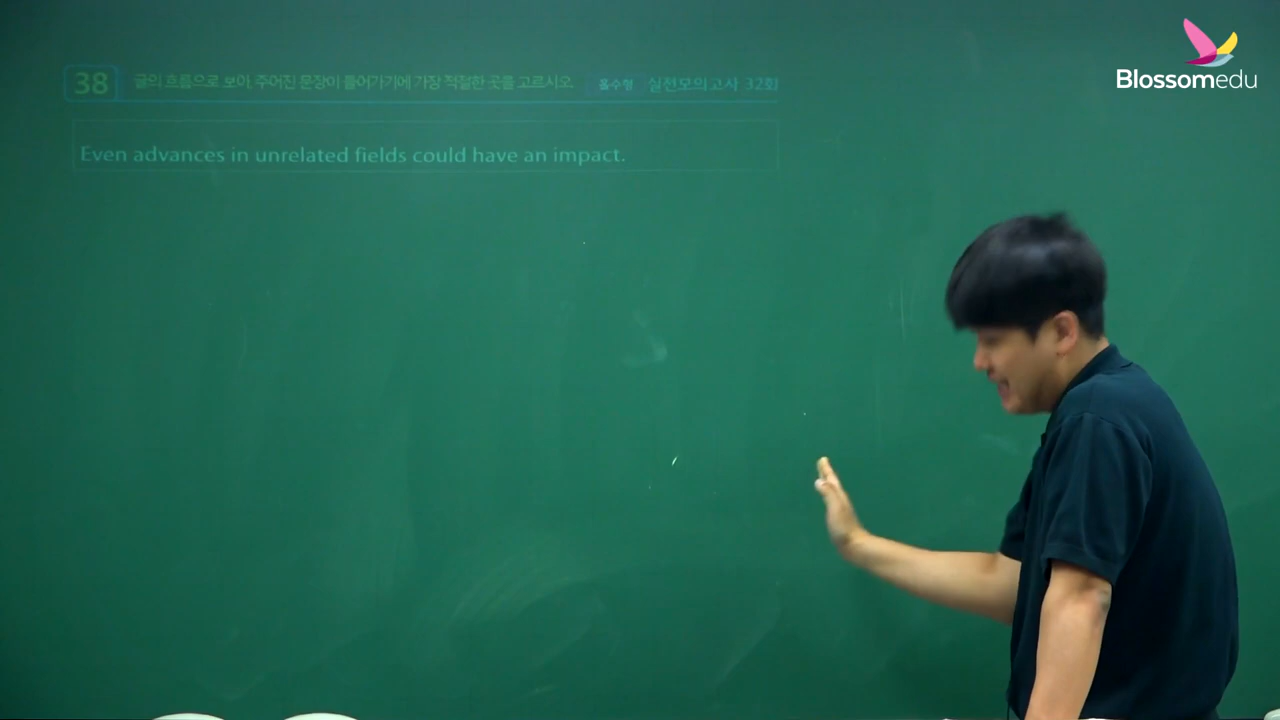 Blossomedu
38 글의 흐름으로 보아, 주어진 문장이 들어가기에 가장 적절한 곳을 고르시오. 홀수형 실전모의고사 32회
Even advances in unrelated fields could have an impact.